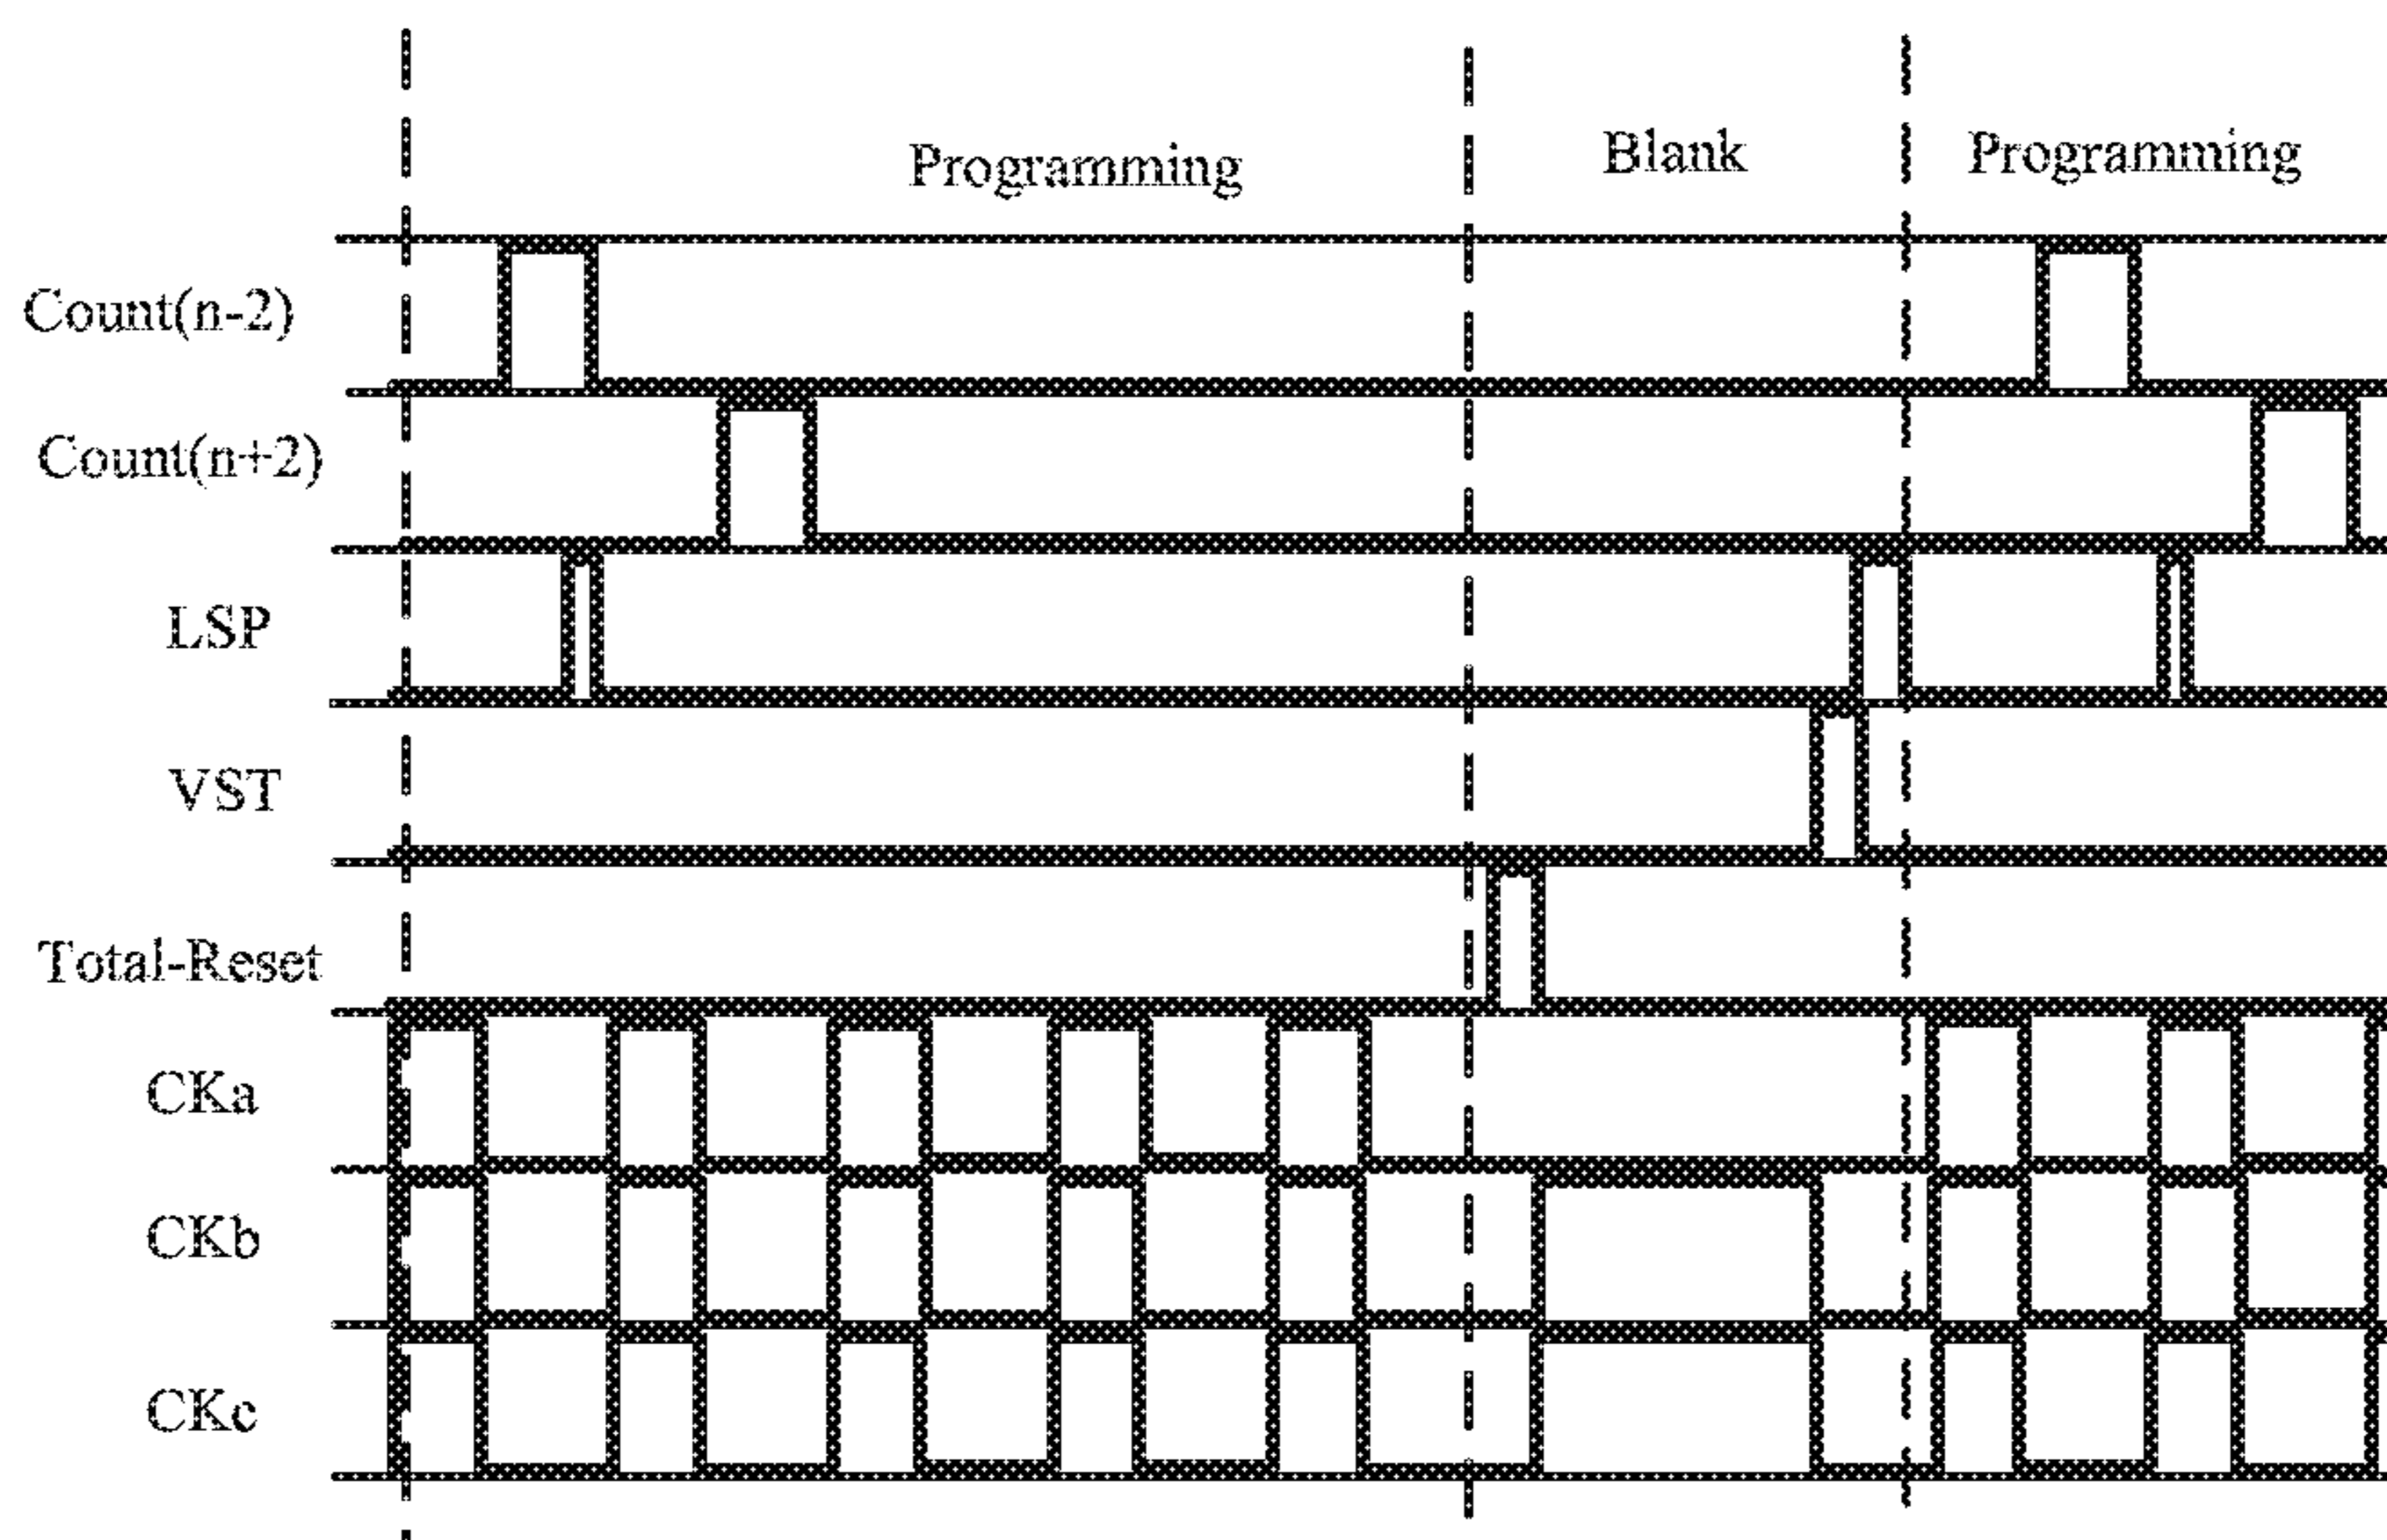 Programming Blank Programming
Count(n-2)
Count(n+2)
LSP
VST
Total-Reset
CKa
CKb
CKc